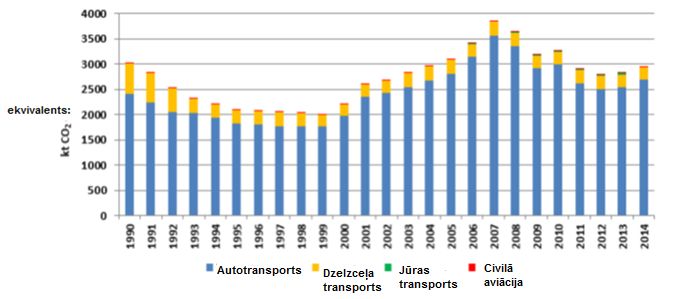 4000
3500
3000
2500
2000
1500
1000
500
0
ekvivalents:
kt CO₂
1990 1991 1992 1993 1994 1995 1996 1997 1998 1999 2000 2001 2002 2003 2004 2005 2006 2007 2008 2009 2010 2011 2012 2013 2014
Autotransports
Dzelzceļa
transports
Jūras
transports
Civilā
aviācija